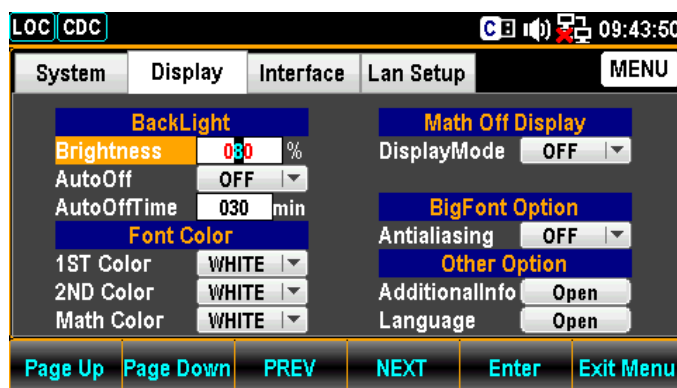 LOC CDC C 09:43:50
System Display Interface Lan Setup MENU
BackLight
Brightness 080 %
AutoOff OFF
AutoOffTime 030 min
Font Color
1ST Color WHITE
2ND Color WHITE
Math Color WHITE
Math Off Display
DisplayMode OFF
BigFont Option
Antialiasing OFF
Other Option
AdditionalInfo Open
Language Open
Page Up Page Down PREV NEXT Enter Exit Menu